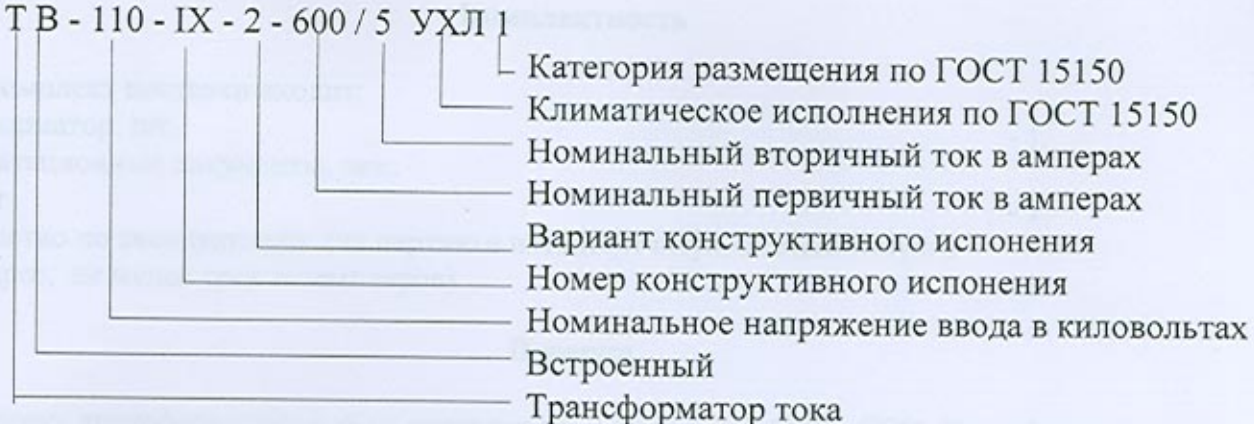 Т В - 110 - IX - 2 - 600 / 5 УХЛ 1
Категория размещения по ГОСТ 15150
Климатическое исполнения по ГОСТ 15150
Номинальный вторичный ток в амперах
Номинальный первичный ток в амперах
Вариант конструктивного испонения
Номер конструктивного испонения
Номинальное напряжение ввода в киловольтах
Встроенный
Трансформатор тока